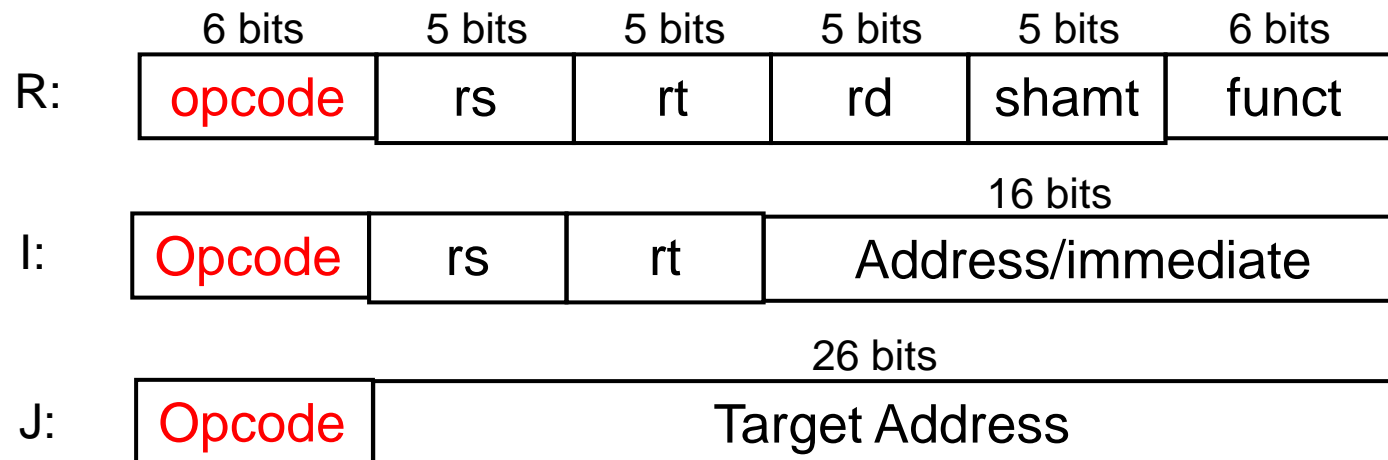 6 bits 5 bits 5 bits 5 bits 5 bits 6 bits
R: opcode rs rt rd shamt funct
16 bits
I: Opcode rs rt Address/immediate
26 bits
J: Opcode Target Address